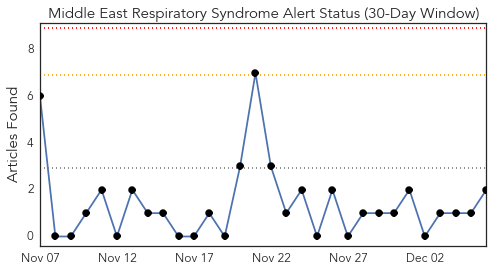 Middle East Respiratory Syndrome Alert Status (30-Day Window)
Articles Found
8
6
4
2
0
Nov 07 Nov 12 Nov 17 Nov 22 Nov 27 Dec 02